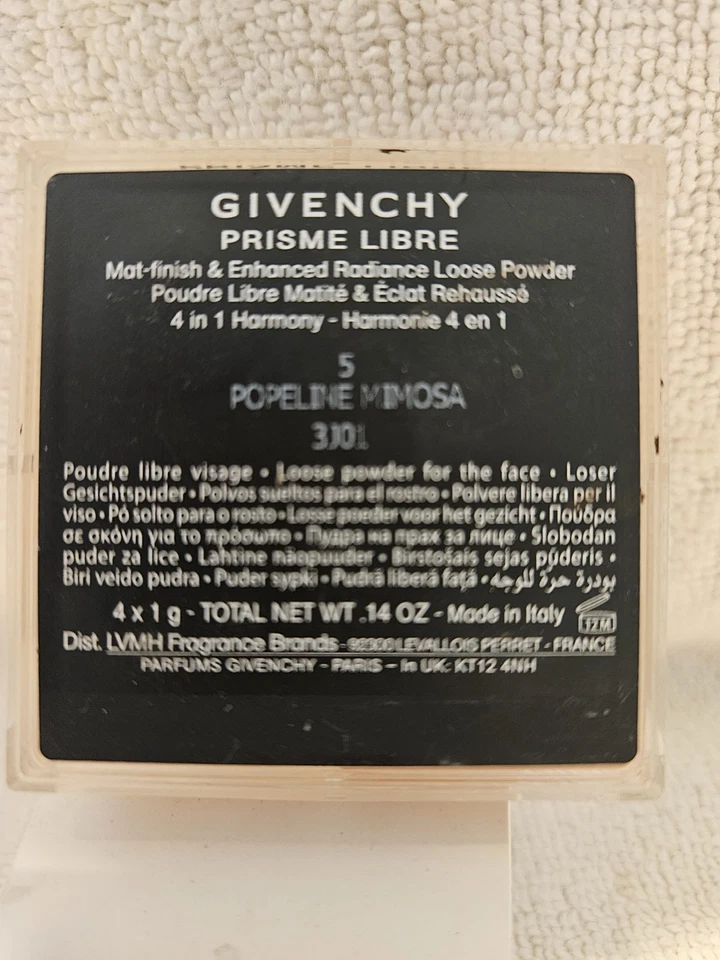 GIVENCHY
PRISME LIBRE
Mat-finish & Enhanced Radiance Loose Powder
Poudre Libre Matité & Éclat Rehaussé
4 in 1 Harmony - Harmonie 4 en 1
5
POPELINE MIMOSA
3J01
Poudre libre visage • Loose powder for the face • Loser
Gesichtspuder • Polvos sueltos para el rostro • Polvere libera per il
viso • Pó solto para o rosto • Losse poeder voor het gezicht • Πούδρα
σε σκόνη για το πρόσωπο • Пудра на прах за лице • Slobodan
puder za lice • Lahtine näopuuder • Birstošais sejas pūderis •
Biri veido pudra • Puder sypki • Pudră liberă față • بودرة حرة للوجه
4 x 1 g - TOTAL NET WT .14 OZ - Made in Italy 12M
Dist. LVMH Fragrance Brands - 92300 LEVALLOIS PERRET - FRANCE
PARFUMS GIVENCHY - PARIS - In UK: KT12 4NH